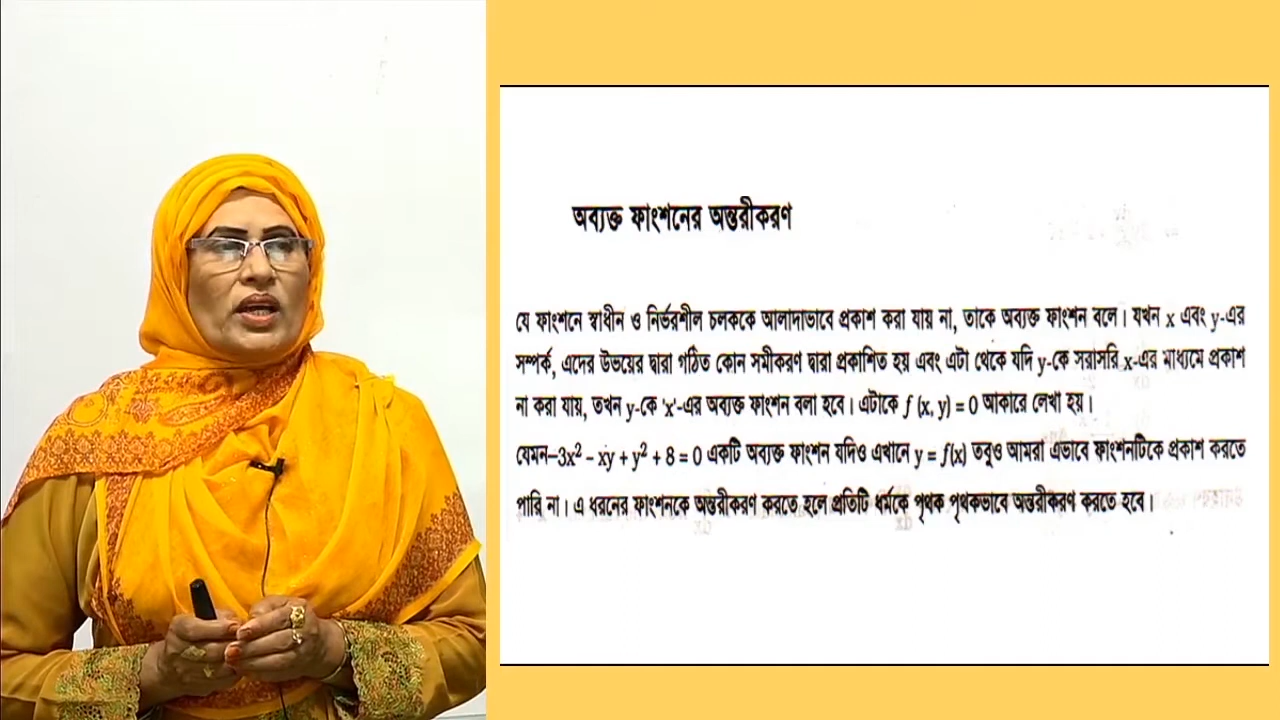 অব্যক্ত ফাংশনের অন্তরীকরণ
যে ফাংশনে স্বাধীন ও নির্ভরশীল চলককে আলাদাভাবে প্রকাশ করা যায় না, তাকে অব্যক্ত ফাংশন বলে। যখন x এবং y-এর
সম্পর্ক, এদের উভয়ের দ্বারা গঠিত কোন সমীকরণ দ্বারা প্রকাশিত হয় এবং এটা থেকে যদি y-কে সরাসরি x-এর মাধ্যমে প্রকাশ
না করা যায়, তখন y-কে 'x'-এর অব্যক্ত ফাংশন বলা হবে। এটাকে f (x, y) = 0 আকারে লেখা হয়।
যেমন–3x² – xy + y² + 8 = 0 একটি অব্যক্ত ফাংশন যদিও এখানে y = f(x) তবুও আমরা এভাবে ফাংশনটিকে প্রকাশ করতে
পারি না। এ ধরনের ফাংশনকে অন্তরীকরণ করতে হলে প্রতিটি ধর্মকে পৃথক পৃথকভাবে অন্তরীকরণ করতে হবে।